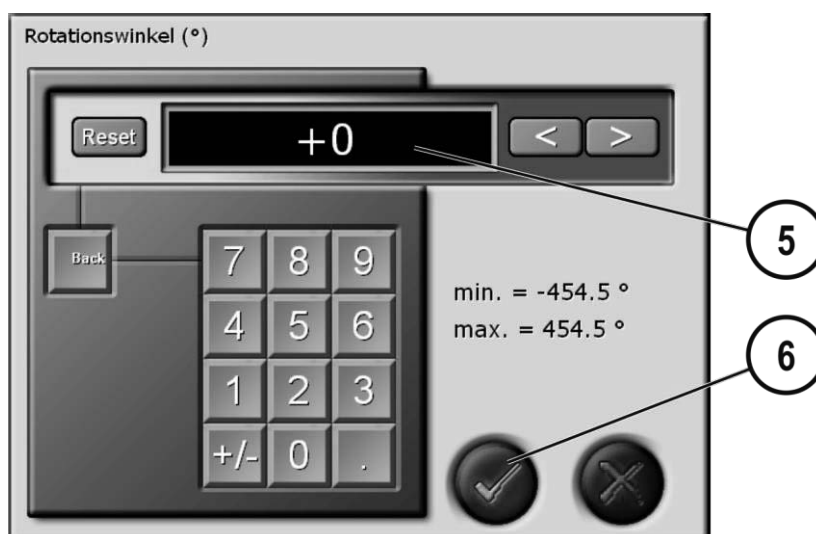 Rotationswinkel (°)
Reset +0 < >
5
Back
7 8 9
4 5 6
1 2 3
+/- 0 .
min. = -454.5 °
max. = 454.5 °
6